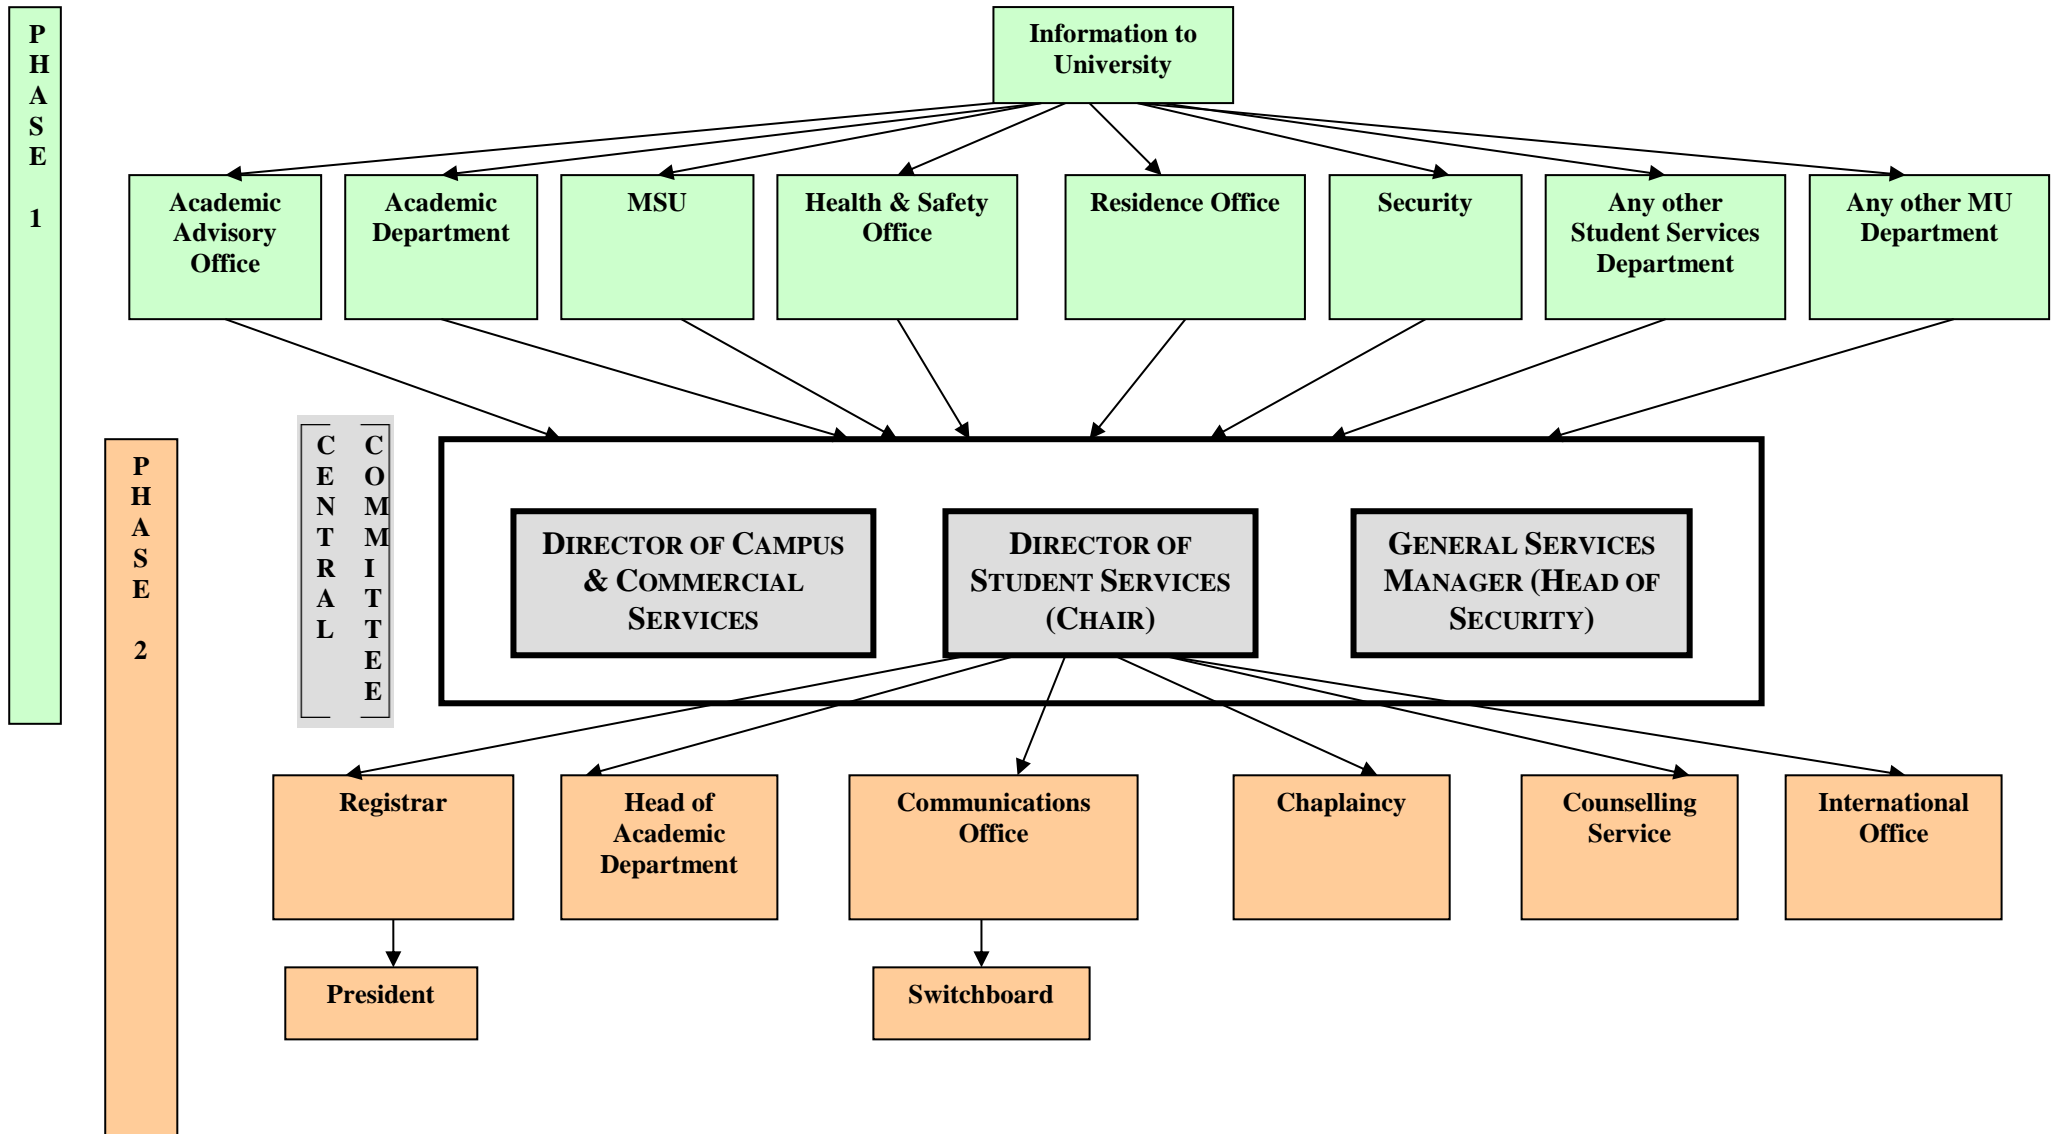 PHASE 1
Information to
University
Academic
Advisory
Office
Academic
Department
MSU
Health & Safety
Office
Residence Office
Security
Any other
Student Services
Department
Any other MU
Department
PHASE 2
CENTRAL
COMMITTEE
DIRECTOR OF CAMPUS
& COMMERCIAL
SERVICES
DIRECTOR OF
STUDENT SERVICES
(CHAIR)
GENERAL SERVICES
MANAGER (HEAD OF
SECURITY)
Registrar
Head of
Academic
Department
Communications
Office
Chaplaincy
Counselling
Service
International
Office
President
Switchboard